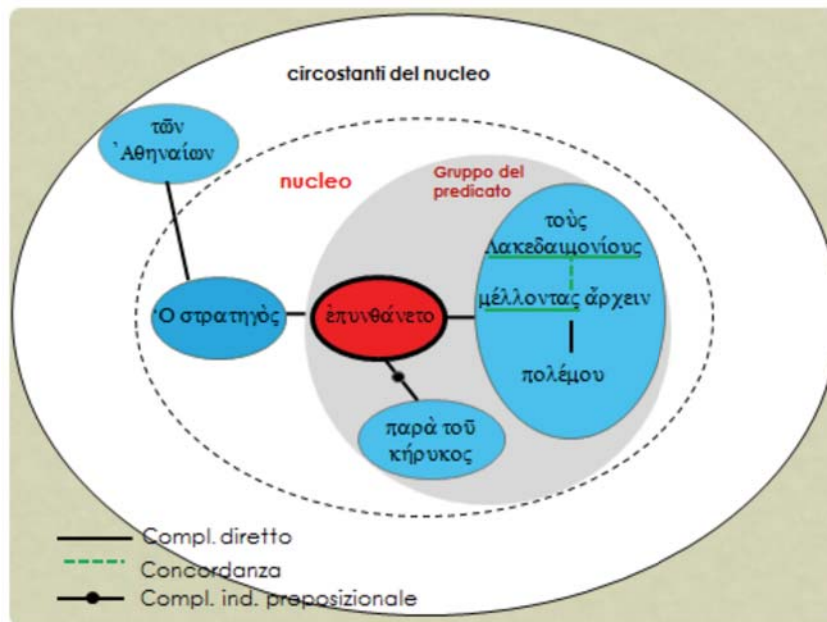 circostanti del nucleo
τῶν
᾿Αθηναίων
nucleo
Gruppo del
predicato
τοὺς
Λακεδαιμονίους
μέλλοντας ἄρχειν
πολέμου
῾Ο στρατηγὸς
ἐπυνθάνετο
παρὰ τοῦ
κήρυκος
Compl. diretto
Concordanza
Compl. ind. preposizionale